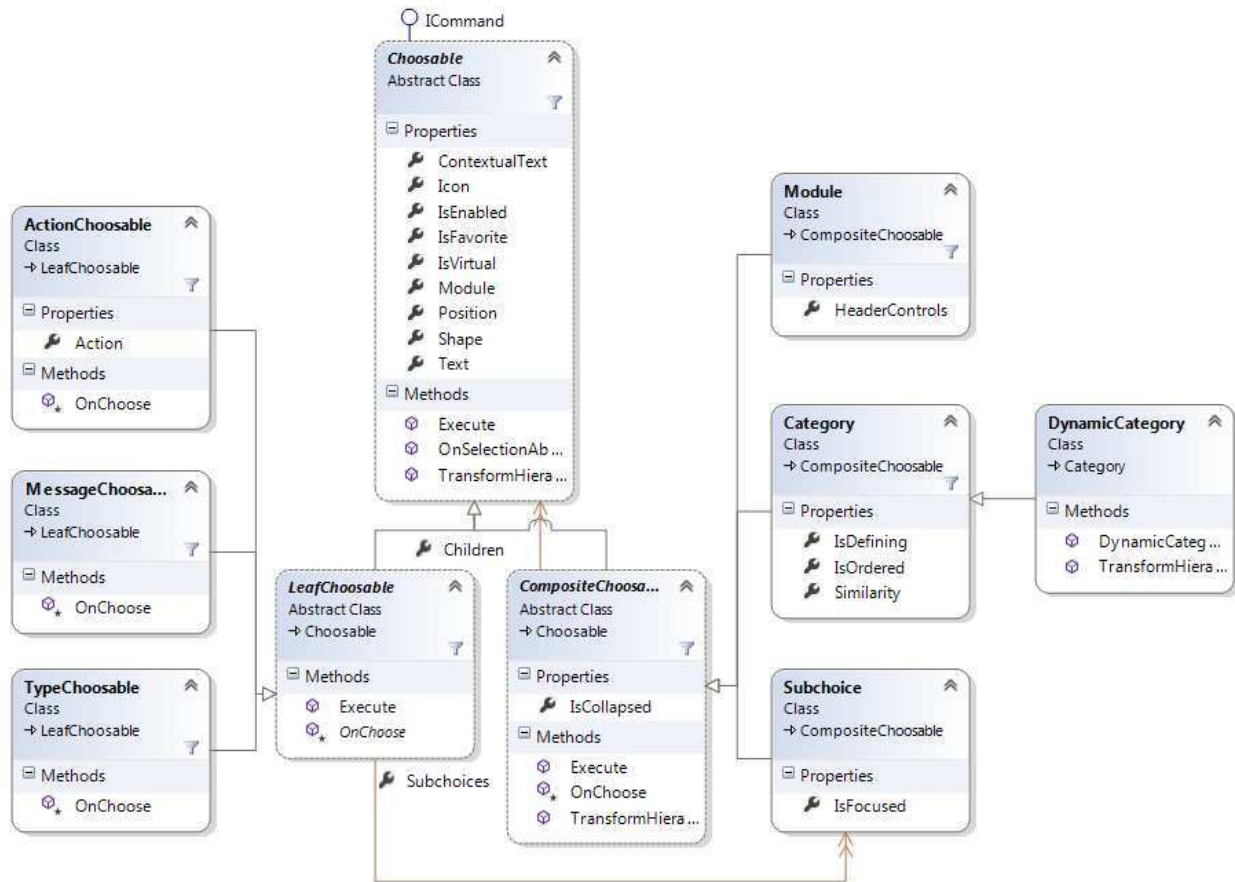 ICommand
Choosable
Abstract Class
Properties
ContextualText
Icon
IsEnabled
IsFavorite
IsVirtual
Module
Position
Shape
Text
Methods
Execute
OnSelectionAb ...
TransformHiera ...
ActionChoosable
Class
LeafChoosable
Properties
Action
Methods
OnChoose
MessageChoosa...
Class
LeafChoosable
Methods
OnChoose
TypeChoosable
Class
LeafChoosable
Methods
OnChoose
Children
LeafChoosable
Abstract Class
Choosable
Methods
Execute
OnChoose
Subchoices
CompositeChoosa...
Abstract Class
Choosable
Properties
IsCollapsed
Methods
Execute
OnChoose
TransformHiera ...
Module
Class
CompositeChoosable
Properties
HeaderControls
Category
Class
CompositeChoosable
Properties
IsDefining
IsOrdered
Similarity
DynamicCategory
Class
Category
Methods
DynamicCateg ...
TransformHiera ...
Subchoice
Class
CompositeChoosable
Properties
IsFocused